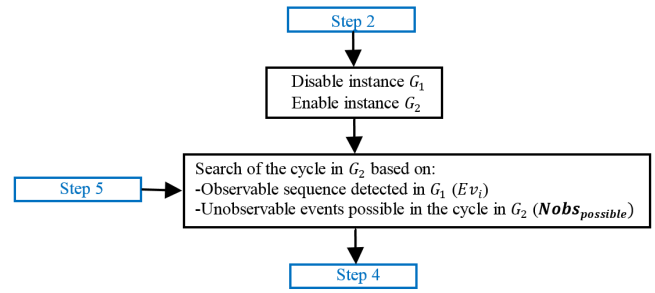 Step 2
Disable instance G₁
Enable instance G₂
Search of the cycle in G₂ based on:
Step 5
-Observable sequence detected in G₁ (Evᵢ)
-Unobservable events possible in the cycle in G₂ (Nobs_possible)
Step 4